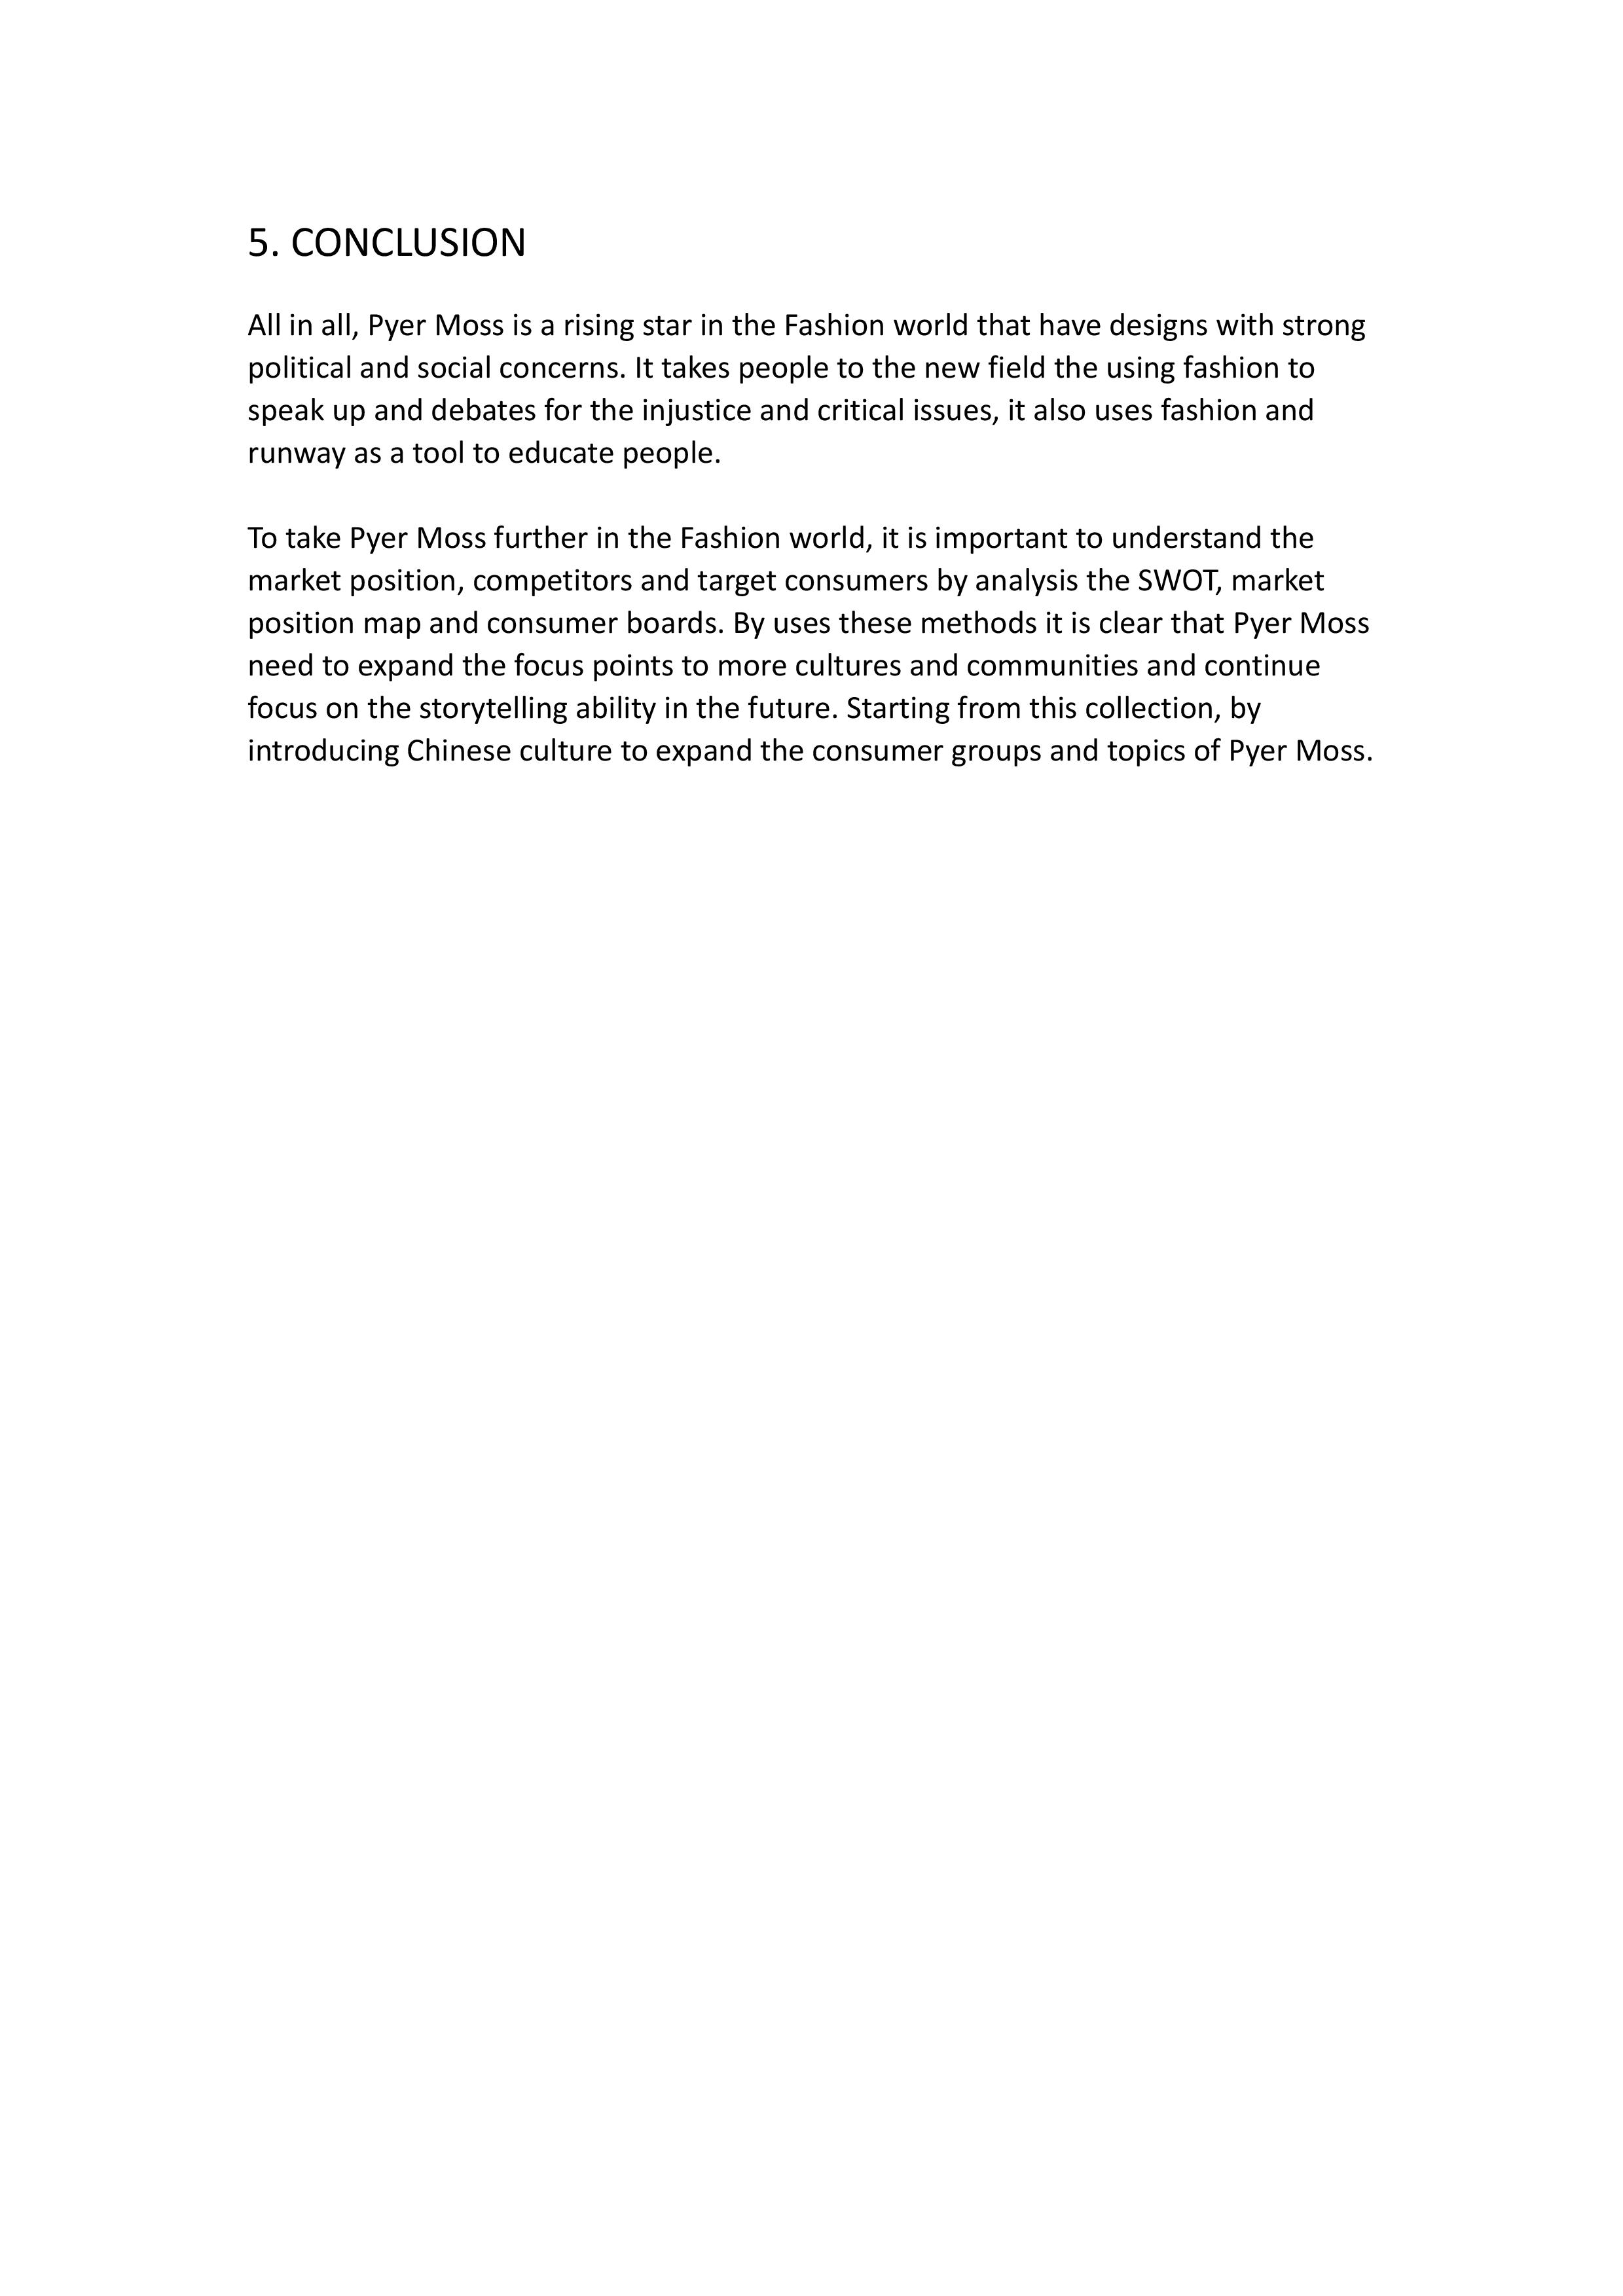 5. CONCLUSION
All in all, Pyer Moss is a rising star in the Fashion world that have designs with strong
political and social concerns. It takes people to the new field the using fashion to
speak up and debates for the injustice and critical issues, it also uses fashion and
runway as a tool to educate people.
To take Pyer Moss further in the Fashion world, it is important to understand the
market position, competitors and target consumers by analysis the SWOT, market
position map and consumer boards. By uses these methods it is clear that Pyer Moss
need to expand the focus points to more cultures and communities and continue
focus on the storytelling ability in the future. Starting from this collection, by
introducing Chinese culture to expand the consumer groups and topics of Pyer Moss.